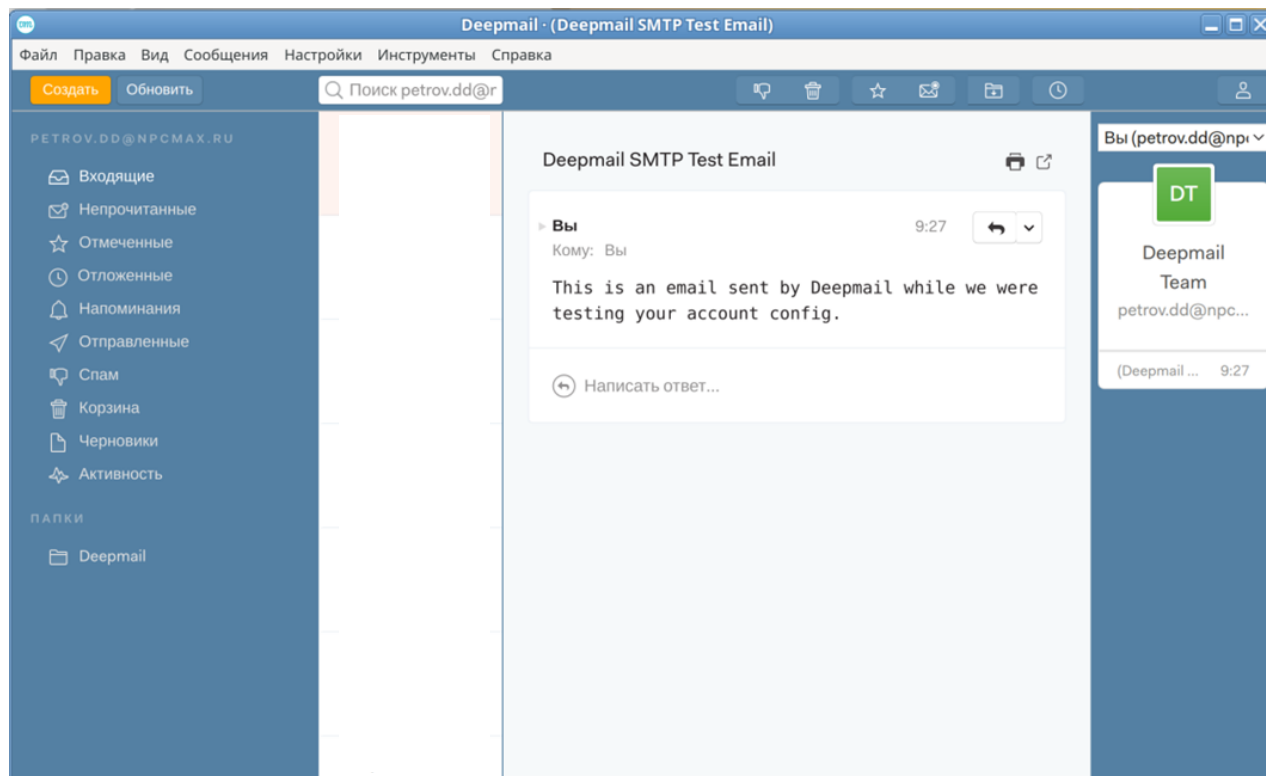 Deepmail · (Deepmail SMTP Test Email)
Файл Правка Вид Сообщения Настройки Инструменты Справка
Создать Обновить Поиск petrov.dd@r
PETROV.DD@NPCMAX.RU
Входящие
Непрочитанные
Отмеченные
Отложенные
Напоминания
Отправленные
Спам
Корзина
Черновики
Активность
ПАПКИ
Deepmail
Deepmail SMTP Test Email
Вы 9:27
Кому: Вы
This is an email sent by Deepmail while we were
testing your account config.
Написать ответ...
Вы (petrov.dd@np
DT
Deepmail
Team
petrov.dd@npc...
(Deepmail ... 9:27